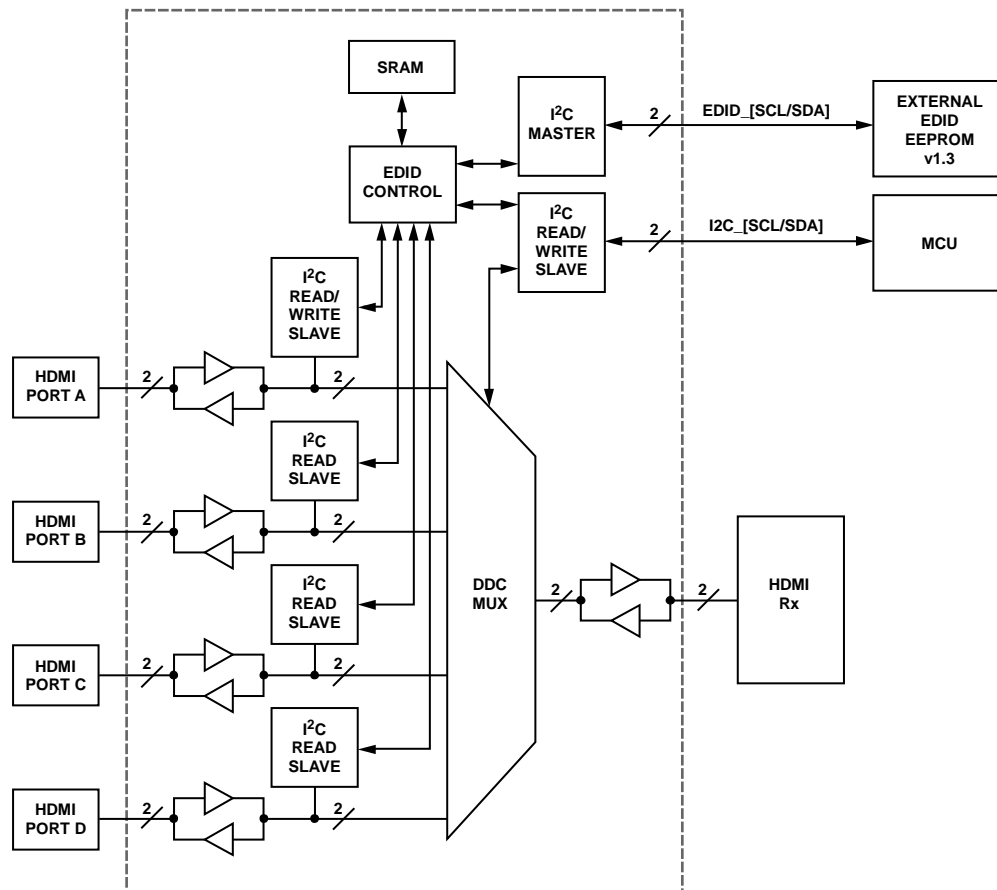 SRAM
I²C
MASTER
2
EDID_[SCL/SDA]
EXTERNAL
EDID
EEPROM
v1.3
EDID
CONTROL
I²C
READ/
WRITE
SLAVE
2
I2C_[SCL/SDA]
MCU
I²C
READ/
WRITE
SLAVE
HDMI
PORT A
2
2
I²C
READ
SLAVE
HDMI
PORT B
2
2
I²C
READ
SLAVE
DDC
MUX
2
2
HDMI
Rx
HDMI
PORT C
2
2
I²C
READ
SLAVE
HDMI
PORT D
2
2